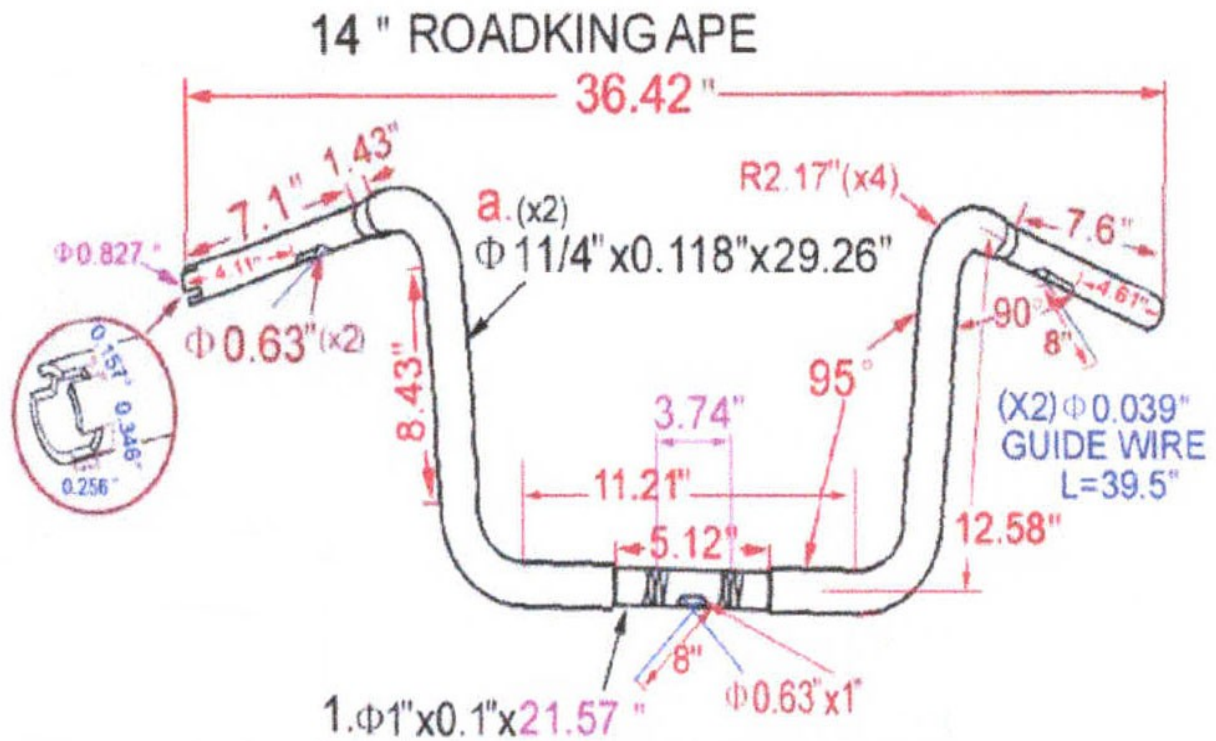 14 " ROADKING APE
36.42 "
1.43"
7.1"
R2.17"(x4)
7.6"
a. (x2)
Φ 11/4"x0.118"x29.26"
Φ0.827 "
4.11"
4.61"
90°
8"
Φ 0.63" (x2)
0.157"
0.346"
0.256 "
8.43"
95°
3.74"
(X2) Φ 0.039"
GUIDE WIRE
L=39.5"
11.21"
5.12"
12.58"
8"
Φ0.63"x1"
1.Φ1"x0.1"x21.57 "